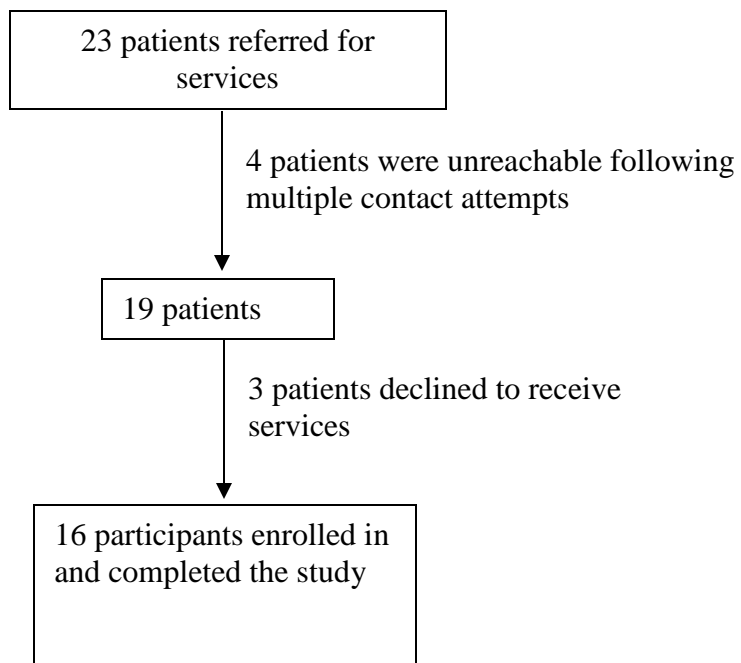 23 patients referred for
services
4 patients were unreachable following
multiple contact attempts
19 patients
3 patients declined to receive
services
16 participants enrolled in
and completed the study